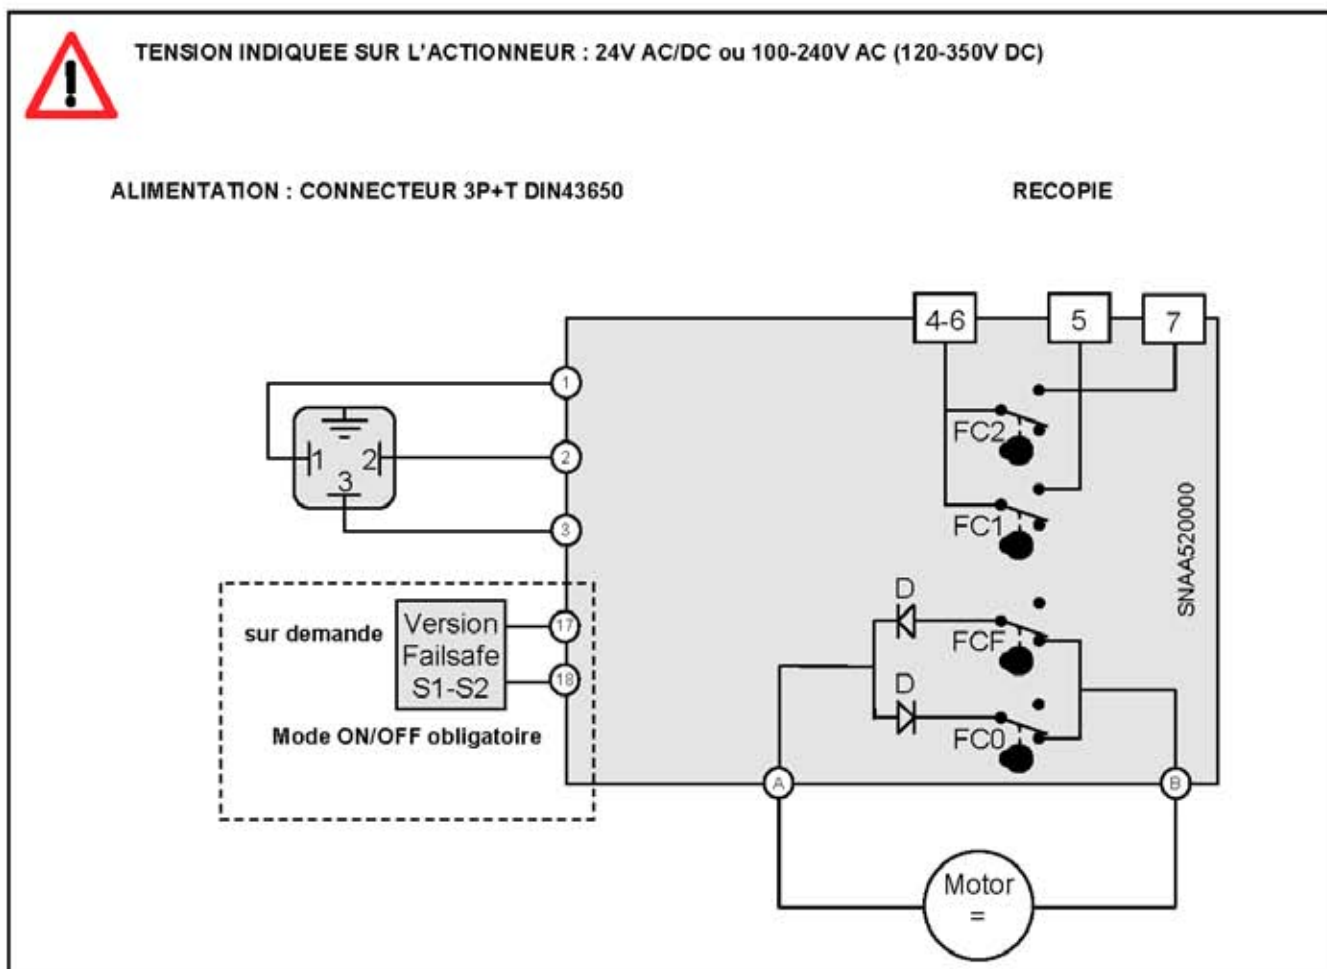 TENSION INDIQUEE SUR L'ACTIONNEUR : 24V AC/DC ou 100-240V AC (120-350V DC)
ALIMENTATION : CONNECTEUR 3P+T DIN43650
RECOPIE
4-6
5
7
1
FC2
1
2
2
3
FC1
3
SNAA520000
D
17
sur demande
Version
Failsafe
S1-S2
FCF
18
D
Mode ON/OFF obligatoire
FC0
A
B
Motor
=